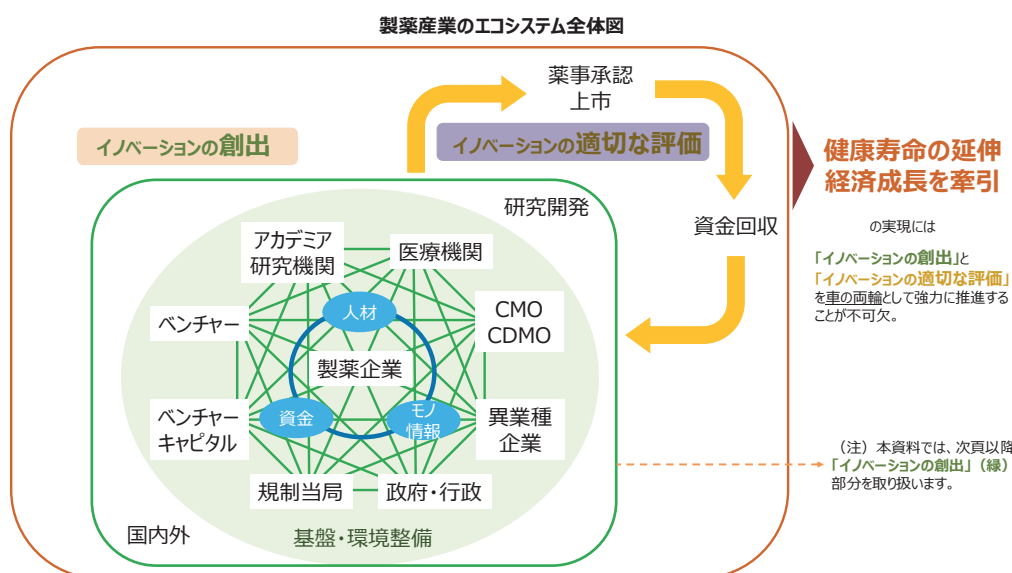 製薬産業のエコシステム全体図
薬事承認
上市
イノベーションの創出
イノベーションの適切な評価
健康寿命の延伸
経済成長を牽引
研究開発
資金回収
の実現には
アカデミア
研究機関
医療機関
「イノベーションの創出」と
「イノベーションの適切な評価」
を車の両輪として強力に推進する
ことが不可欠。
人材
ベンチャー
CMO
CDMO
製薬企業
資金
モノ
情報
ベンチャー
キャピタル
異業種
企業
(注)本資料では、次頁以降
「イノベーションの創出」(緑)
部分を取り扱います。
規制当局
政府・行政
国内外
基盤・環境整備